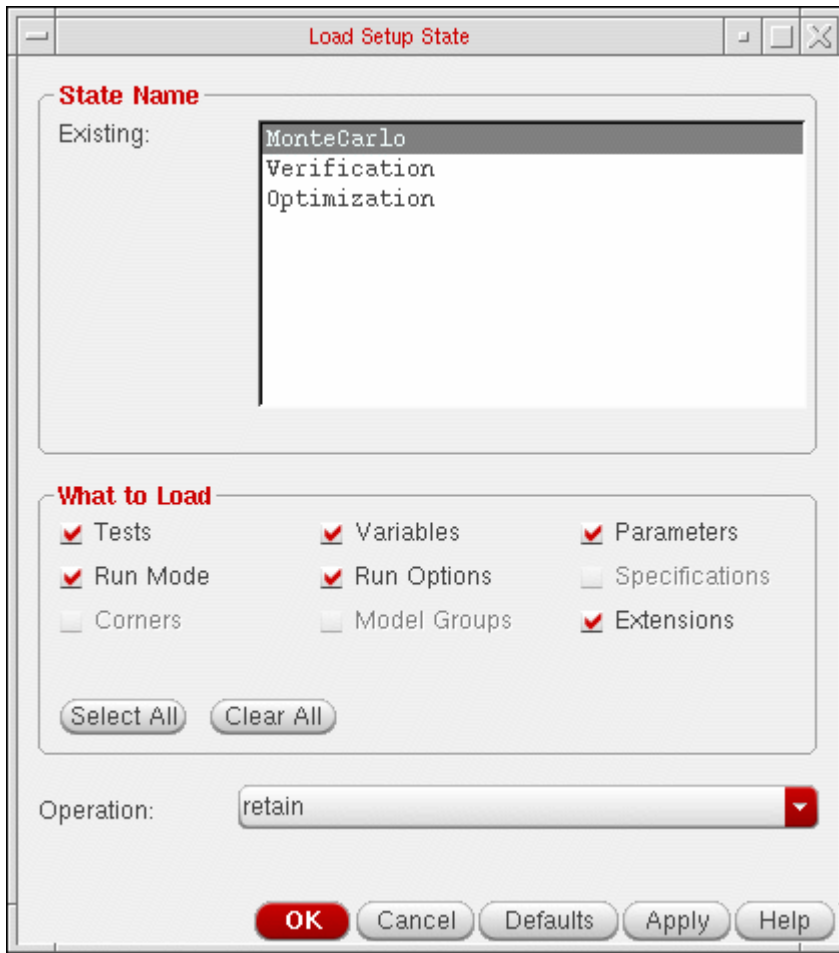 Load Setup State
State Name
Existing:
MonteCarlo
Verification
Optimization
What to Load
Tests Variables Parameters
Run Mode Run Options Specifications
Corners Model Groups Extensions
Select All Clear All
Operation: retain
OK Cancel Defaults Apply Help